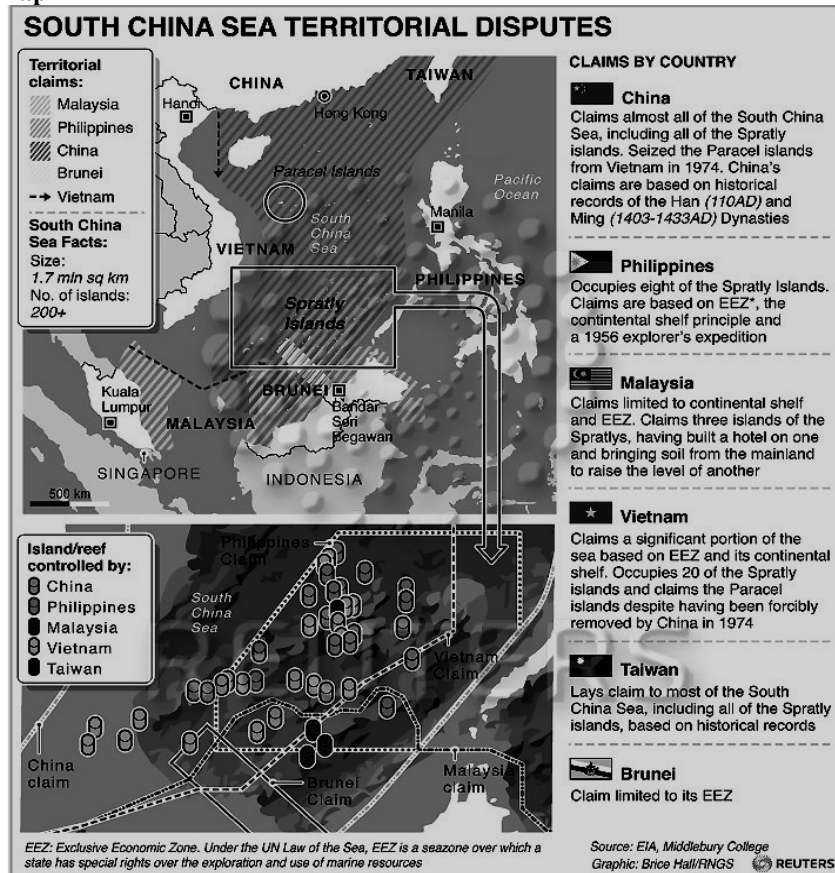 SOUTH CHINA SEA TERRITORIAL DISPUTES
Territorial
claims:
Malaysia
Philippines
China
Brunei
Vietnam
South China
Sea Facts:
Size:
1.7 mln sq km
No. of islands:
200+
CHINA
TAIWAN
Hanoi
Hong Kong
Paracel Islands
South
China
Sea
Pacific
Ocean
Manila
VIETNAM
PHILIPPINES
Spratly
Islands
Kuala
Lumpur
MALAYSIA
BRUNEI
Bandar
Seri
Begawan
SINGAPORE
INDONESIA
500 km
Island/reef
controlled by:
China
Philippines
Malaysia
Vietnam
Taiwan
Philippines
Claim
South
China
Sea
Vietnam
Claim
China
claim
Brunei
Claim
Malaysia
claim
REUTERS
CLAIMS BY COUNTRY
China
Claims almost all of the South China
Sea, including all of the Spratly
islands. Seized the Paracel islands
from Vietnam in 1974. China's
claims are based on historical
records of the Han (110AD) and
Ming (1403-1433AD) Dynasties
Philippines
Occupies eight of the Spratly Islands.
Claims are based on EEZ*, the
contintental shelf principle and
a 1956 explorer's expedition
Malaysia
Claims limited to continental shelf
and EEZ. Claims three islands of the
Spratlys, having built a hotel on one
and bringing soil from the mainland
to raise the level of another
Vietnam
Claims a significant portion of the
sea based on EEZ and its continental
shelf. Occupies 20 of the Spratly
islands and claims the Paracel
islands despite having been forcibly
removed by China in 1974
Taiwan
Lays claim to most of the South
China Sea, including all of the Spratly
islands, based on historical records
Brunei
Claim limited to its EEZ
EEZ: Exclusive Economic Zone. Under the UN Law of the Sea, EEZ is a seazone over which a
state has special rights over the exploration and use of marine resources
Source: EIA, Middlebury College
Graphic: Brice Hall/RNGS
REUTERS